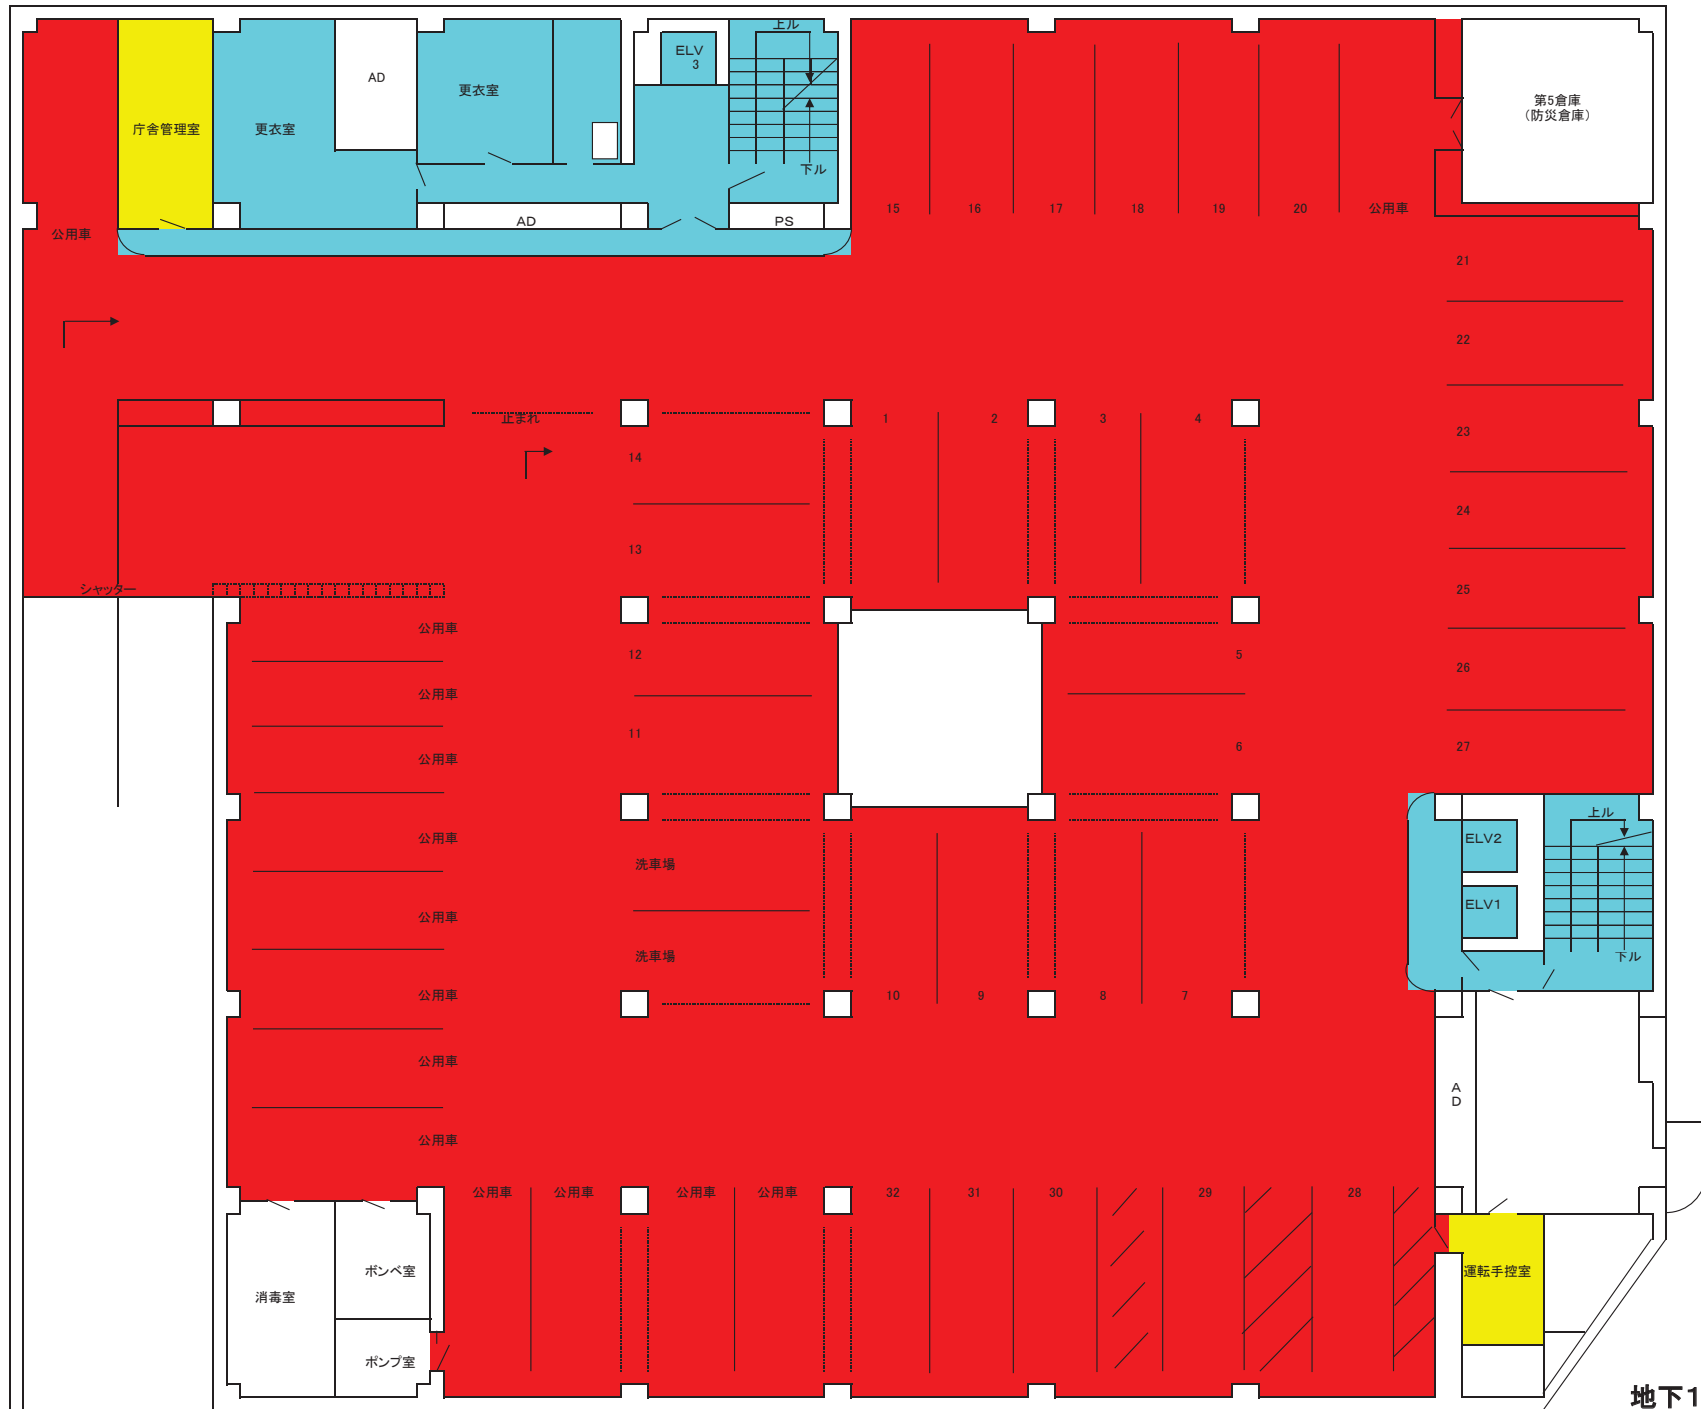 上ル
ELV
3
AD
更衣室
第5倉庫
(防災倉庫)
庁舎管理室
更衣室
下ル
15
16
17
18
19
20
公用車
AD
PS
公用車
21
22
止まれ
1
2
3
4
23
14
24
13
シャッター
25
公用車
12
5
26
公用車
11
6
27
公用車
上ル
公用車
洗車場
ELV2
公用車
ELV1
洗車場
下ル
公用車
10
9
8
7
公用車
A
D
公用車
公用車
公用車
公用車
公用車
32
31
30
29
28
ボンベ室
運転手控室
消毒室
ポンプ室
地下1